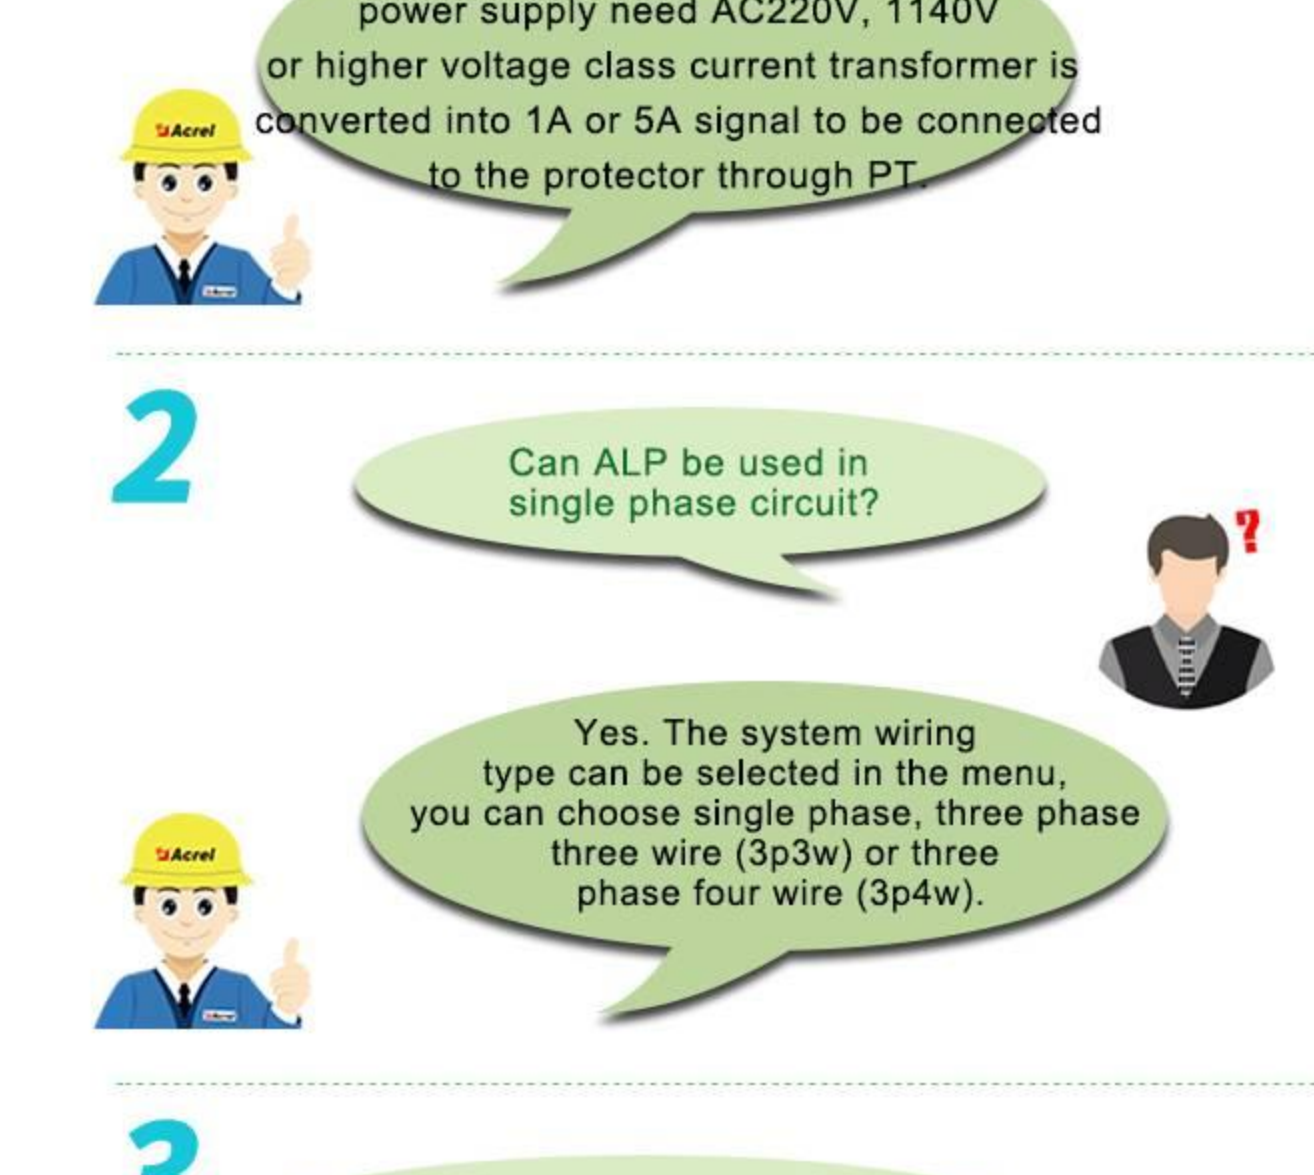 power supply need AC220V, 1140V
or higher voltage class current transformer is
converted into 1A or 5A signal to be connected
to the protector through PT.
Acrel
2
Can ALP be used in
single phase circuit?
?
Yes. The system wiring
type can be selected in the menu,
you can choose single phase, three phase
three wire (3p3w) or three
phase four wire (3p4w).
Acrel